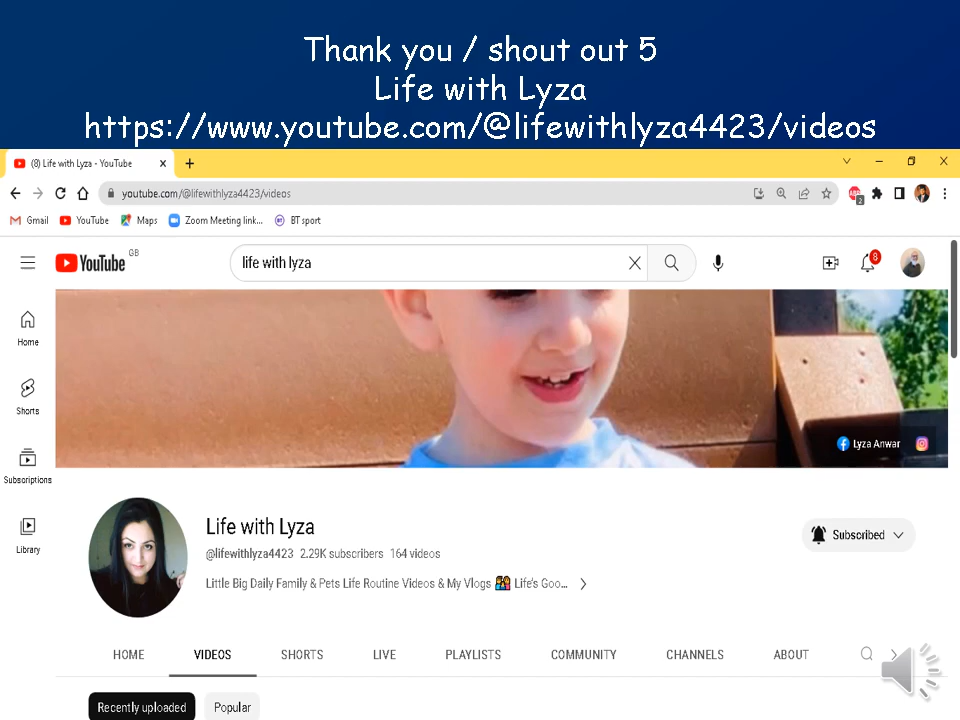 Thank you / shout out 5
Life with Lyza
https://www.youtube.com/@lifewithlyza4423/videos
(8) Life with Lyza - YouTube
youtube.com/@lifewithlyza4423/videos
2
Gmail YouTube Maps Zoom Meeting link... BT sport
YouTube GB
life with lyza
8
Home
Shorts
Subscriptions
Library
Lyza Anwar
Life with Lyza
@lifewithlyza4423 2.29K subscribers 164 videos
Little Big Daily Family & Pets Life Routine Videos & My Vlogs 👩‍👩‍👧‍👦 Life's Goo...
Subscribed
HOME VIDEOS SHORTS LIVE PLAYLISTS COMMUNITY CHANNELS ABOUT
Recently uploaded Popular